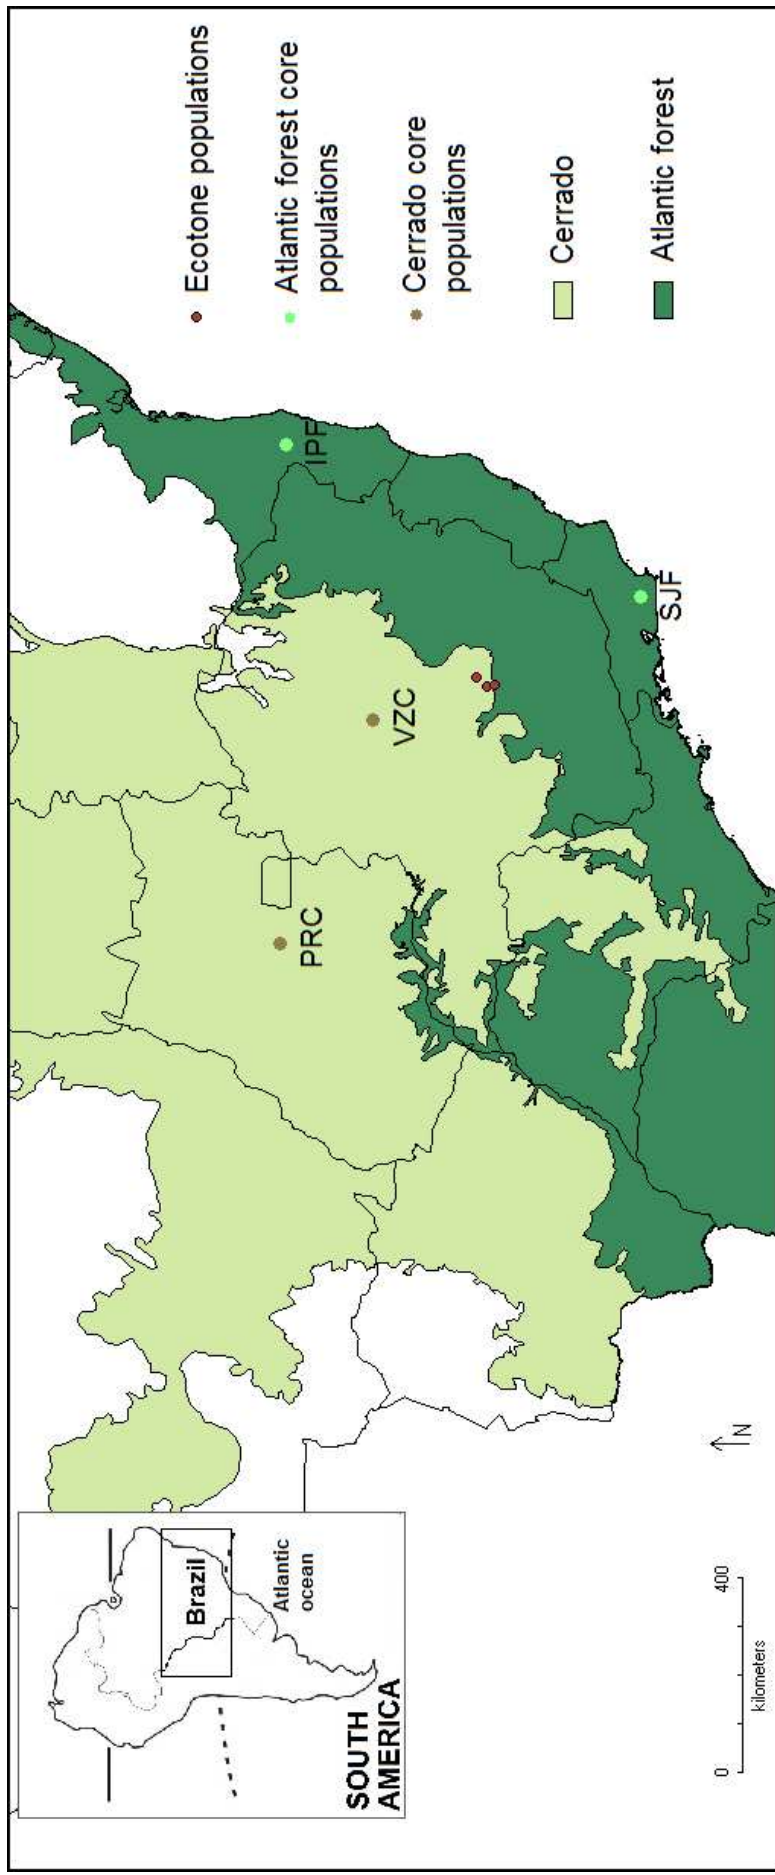 Ecotone populations
Atlantic forest core
populations
Cerrado core
populations
Cerrado
Atlantic forest
IPF
SJF
VZC
PRC
Brazil
Atlantic
ocean
SOUTH
AMERICA
N
0 400
kilometers